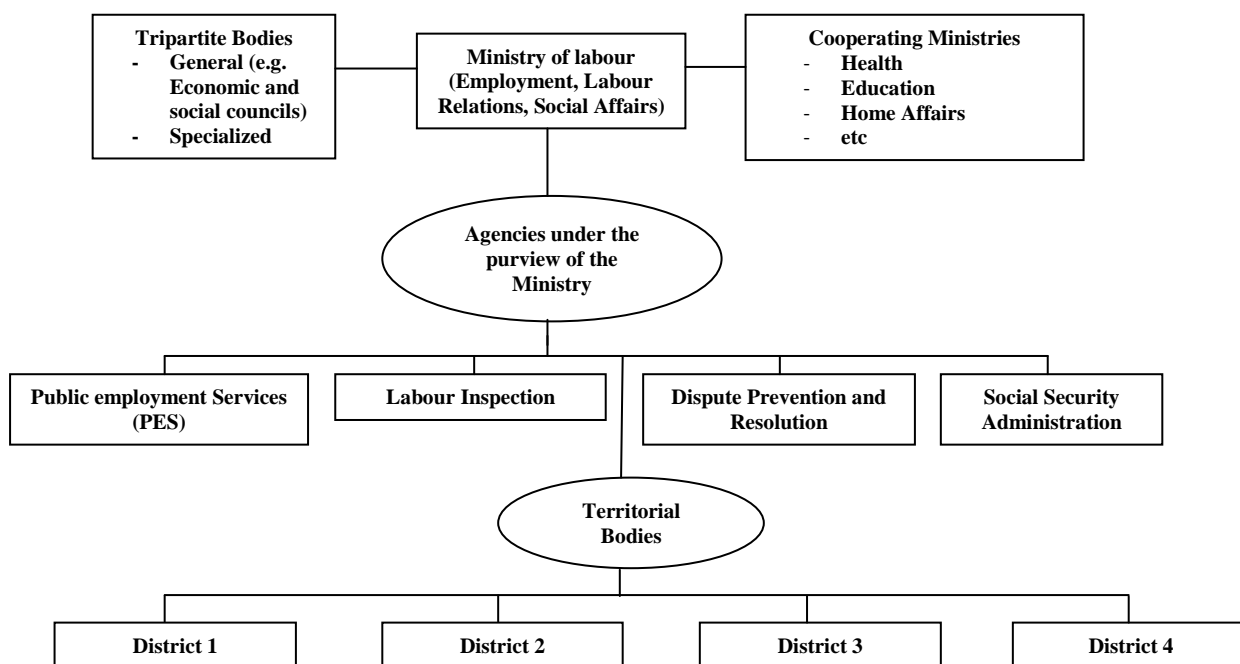 Tripartite Bodies
- General (e.g.
Economic and
social councils)
- Specialized
Ministry of labour
(Employment, Labour
Relations, Social Affairs)
Cooperating Ministries
- Health
- Education
- Home Affairs
- etc
Agencies under the
purview of the
Ministry
Public employment Services
(PES)
Labour Inspection
Dispute Prevention and
Resolution
Social Security
Administration
Territorial
Bodies
District 1
District 2
District 3
District 4